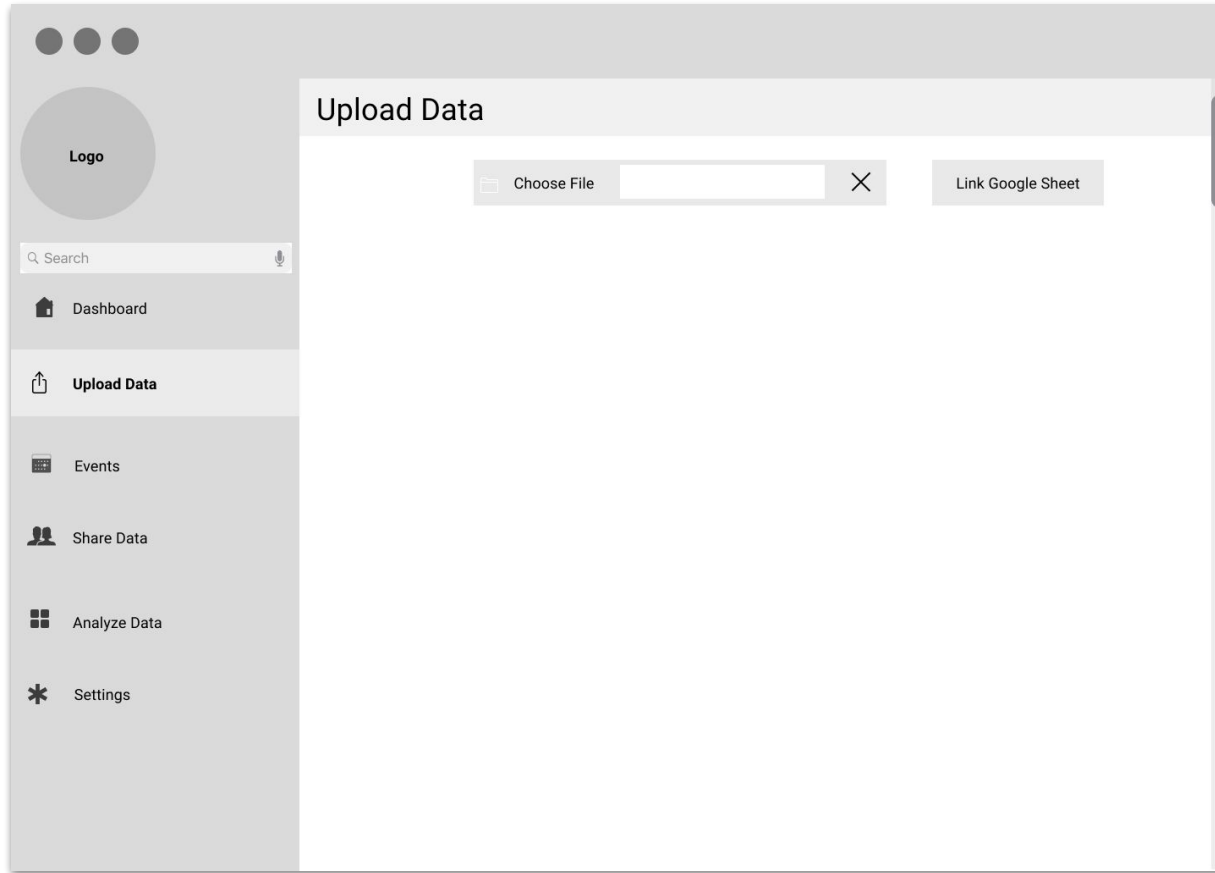 Logo
Search
Dashboard
Upload Data
Events
Share Data
Analyze Data
Settings
Upload Data
Choose File
Link Google Sheet